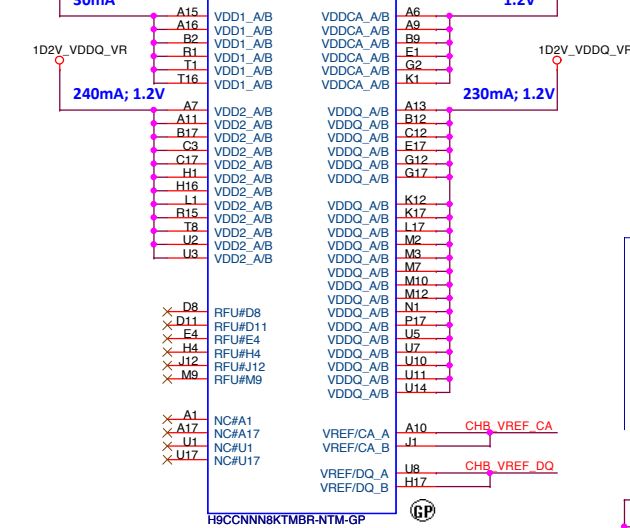 30mA
1.2V
A15 VDD1_A/B VDDCA_A/B A6
A16 VDD1_A/B VDDCA_A/B A9
B2 VDD1_A/B VDDCA_A/B B9
R1 VDD1_A/B VDDCA_A/B E1
T1 VDD1_A/B VDDCA_A/B G2
T16 VDD1_A/B VDDCA_A/B K1
1D2V_VDDQ_VR
1D2V_VDDQ_VR
240mA; 1.2V
230mA; 1.2V
A7 VDD2_A/B VDDQ_A/B A13
A11 VDD2_A/B VDDQ_A/B B12
B17 VDD2_A/B VDDQ_A/B C12
C3 VDD2_A/B VDDQ_A/B E17
C17 VDD2_A/B VDDQ_A/B G12
H1 VDD2_A/B VDDQ_A/B G17
H16 VDD2_A/B
L1 VDD2_A/B VDDQ_A/B K12
R15 VDD2_A/B VDDQ_A/B K17
T8 VDD2_A/B VDDQ_A/B L17
U2 VDD2_A/B VDDQ_A/B M2
U3 VDD2_A/B VDDQ_A/B M3
VDDQ_A/B M7
VDDQ_A/B M10
VDDQ_A/B M12
D8 RFU#D8 VDDQ_A/B N1
D11 RFU#D11 VDDQ_A/B P17
E4 RFU#E4 VDDQ_A/B U5
H4 RFU#H4 VDDQ_A/B U7
J12 RFU#J12 VDDQ_A/B U10
M9 RFU#M9 VDDQ_A/B U11
VDDQ_A/B U14
A1 NC#A1
A17 NC#A17 VREF/CA_A A10 CHB_VREF_CA
U1 NC#U1 VREF/CA_B J1
U17 NC#U17
VREF/DQ_A U8 CHB_VREF_DQ
VREF/DQ_B H17
H9CCNNN8KTMBR-NTM-GP
GP